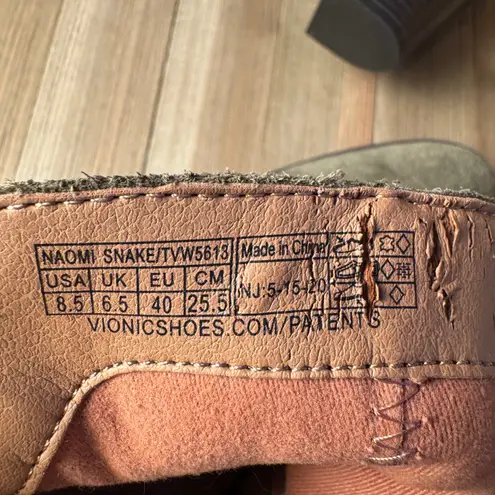 NAOMI SNAKE/TVW5613 Made in China
USA UK EU CM
8.5 6.5 40 25.5 NJ:5-15-20
VIONICSHOES.COM/PATENTS